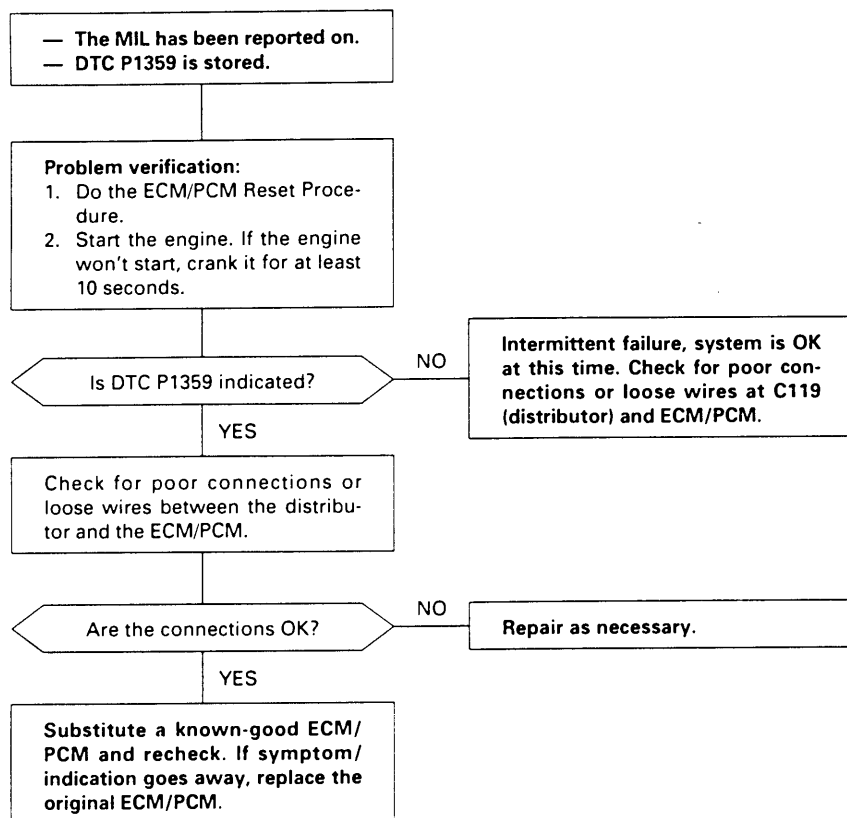 — The MIL has been reported on.
— DTC P1359 is stored.
Problem verification:
1. Do the ECM/PCM Reset Proce-
dure.
2. Start the engine. If the engine
won't start, crank it for at least
10 seconds.
Is DTC P1359 indicated?
NO
Intermittent failure, system is OK
at this time. Check for poor con-
nections or loose wires at C119
(distributor) and ECM/PCM.
YES
Check for poor connections or
loose wires between the distribu-
tor and the ECM/PCM.
Are the connections OK?
NO
Repair as necessary.
YES
Substitute a known-good ECM/
PCM and recheck. If symptom/
indication goes away, replace the
original ECM/PCM.